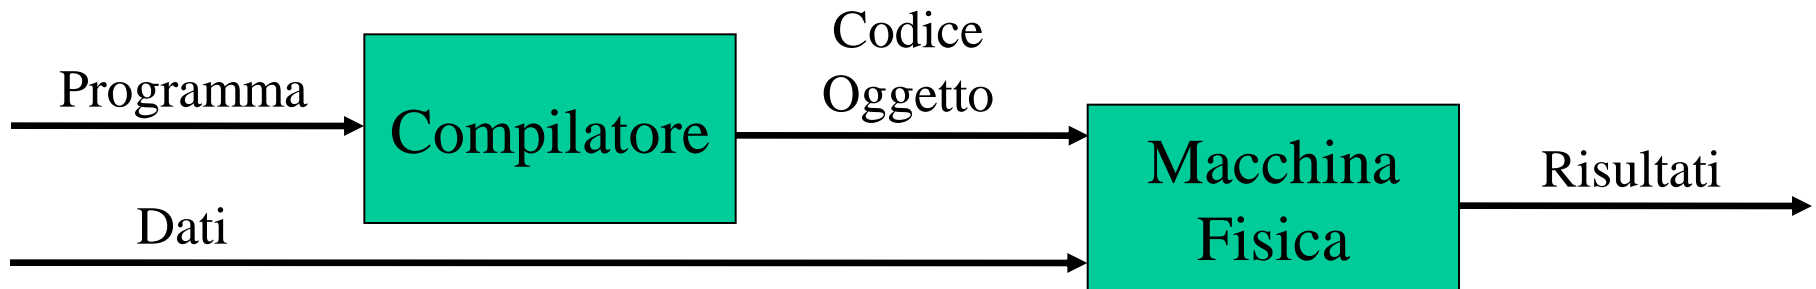 Programma
Compilatore
Codice
Oggetto
Dati
Macchina
Fisica
Risultati